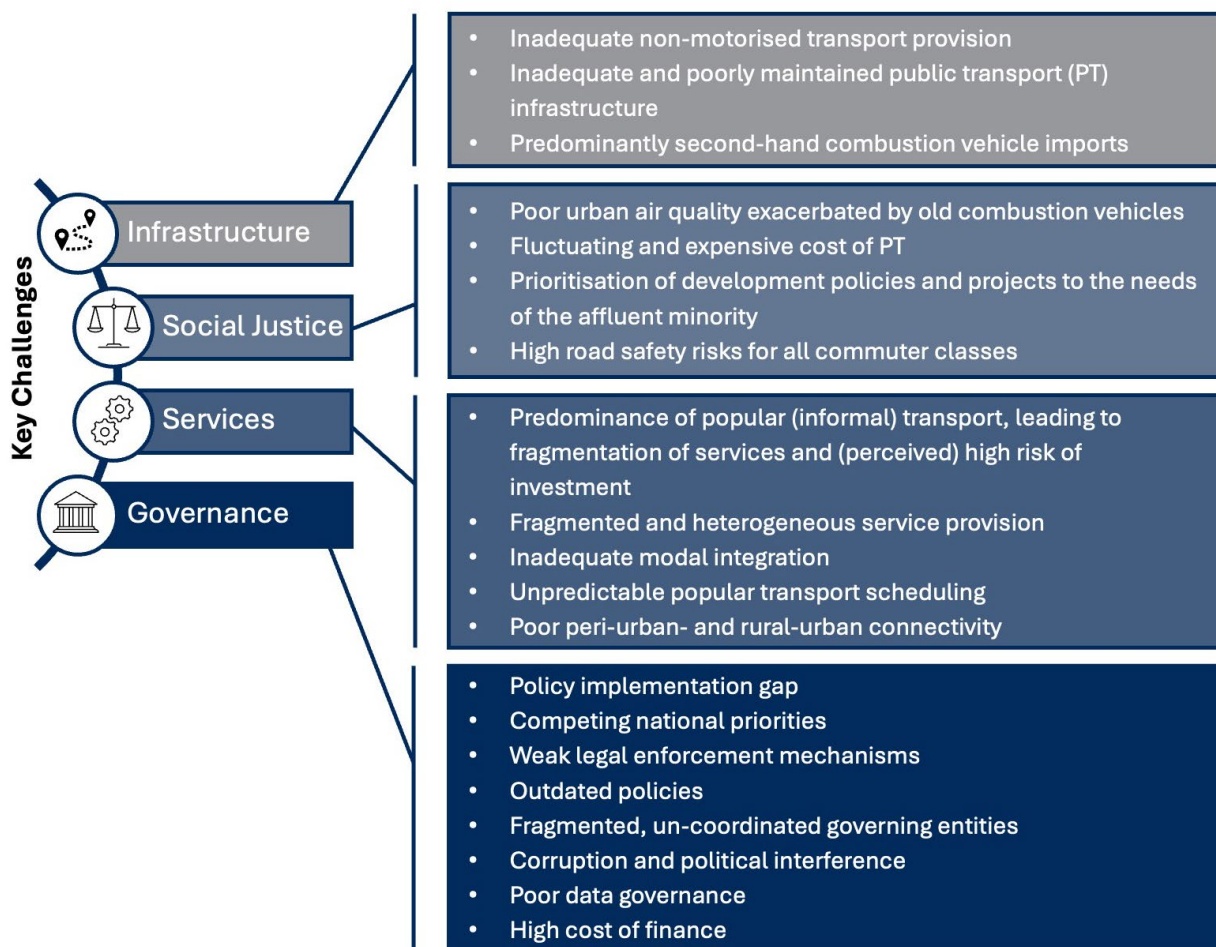 Key Challenges
Infrastructure
• Inadequate non-motorised transport provision
• Inadequate and poorly maintained public transport (PT)
infrastructure
• Predominantly second-hand combustion vehicle imports
Social Justice
• Poor urban air quality exacerbated by old combustion vehicles
• Fluctuating and expensive cost of PT
• Prioritisation of development policies and projects to the needs
of the affluent minority
• High road safety risks for all commuter classes
Services
• Predominance of popular (informal) transport, leading to
fragmentation of services and (perceived) high risk of
investment
• Fragmented and heterogeneous service provision
• Inadequate modal integration
• Unpredictable popular transport scheduling
• Poor peri-urban- and rural-urban connectivity
Governance
• Policy implementation gap
• Competing national priorities
• Weak legal enforcement mechanisms
• Outdated policies
• Fragmented, un-coordinated governing entities
• Corruption and political interference
• Poor data governance
• High cost of finance